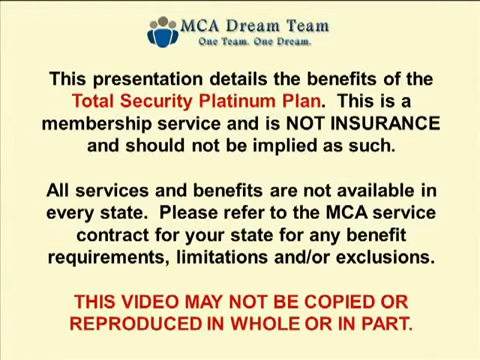 MCA Dream Team
One Team. One Dream.
This presentation details the benefits of the
Total Security Platinum Plan. This is a
membership service and is NOT INSURANCE
and should not be implied as such.
All services and benefits are not available in
every state. Please refer to the MCA service
contract for your state for any benefit
requirements, limitations and/or exclusions.
THIS VIDEO MAY NOT BE COPIED OR
REPRODUCED IN WHOLE OR IN PART.